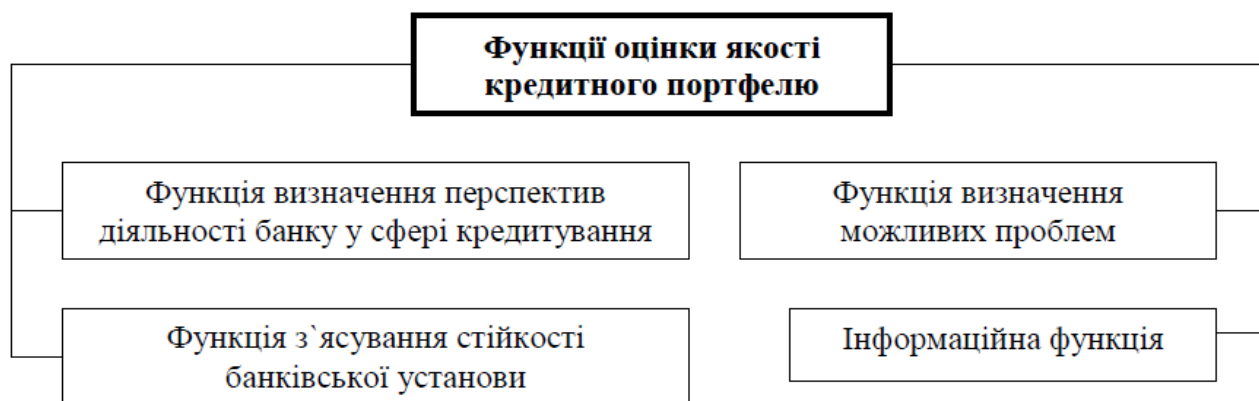 Функції оцінки якості
кредитного портфелю
Функція визначення перспектив
діяльності банку у сфері кредитування
Функція визначення
можливих проблем
Функція з`ясування стійкості
банківської установи
Інформаційна функція